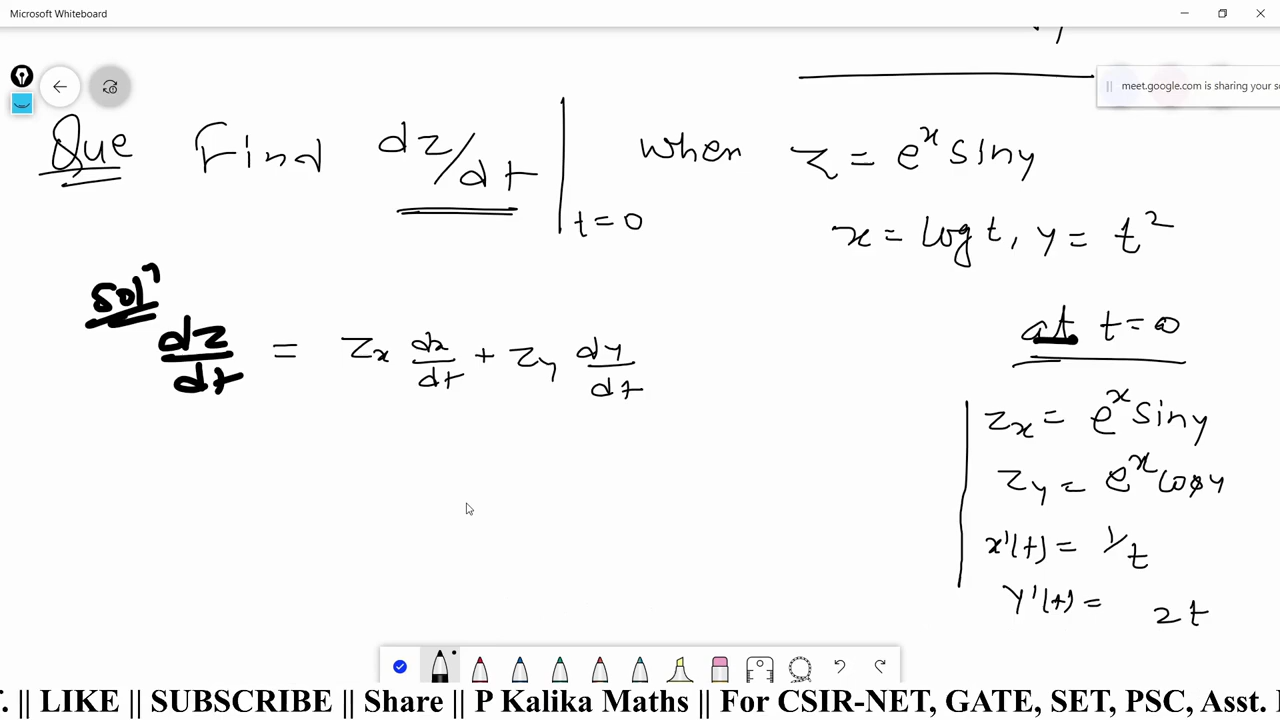 Microsoft Whiteboard
meet.google.com is sharing your s
Que Find dz/dt | t=0 when z = e^x sin y
x = log t, y = t^2
Sol^n
at t=0
dz/dt = z_x dx/dt + z_y dy/dt
z_x = e^x sin y
z_y = e^x cos y
x'(t) = 1/t
y'(t) = 2t
. || LIKE || SUBSCRIBE || Share || P Kalika Maths || For CSIR-NET, GATE, SET, PSC, Asst.